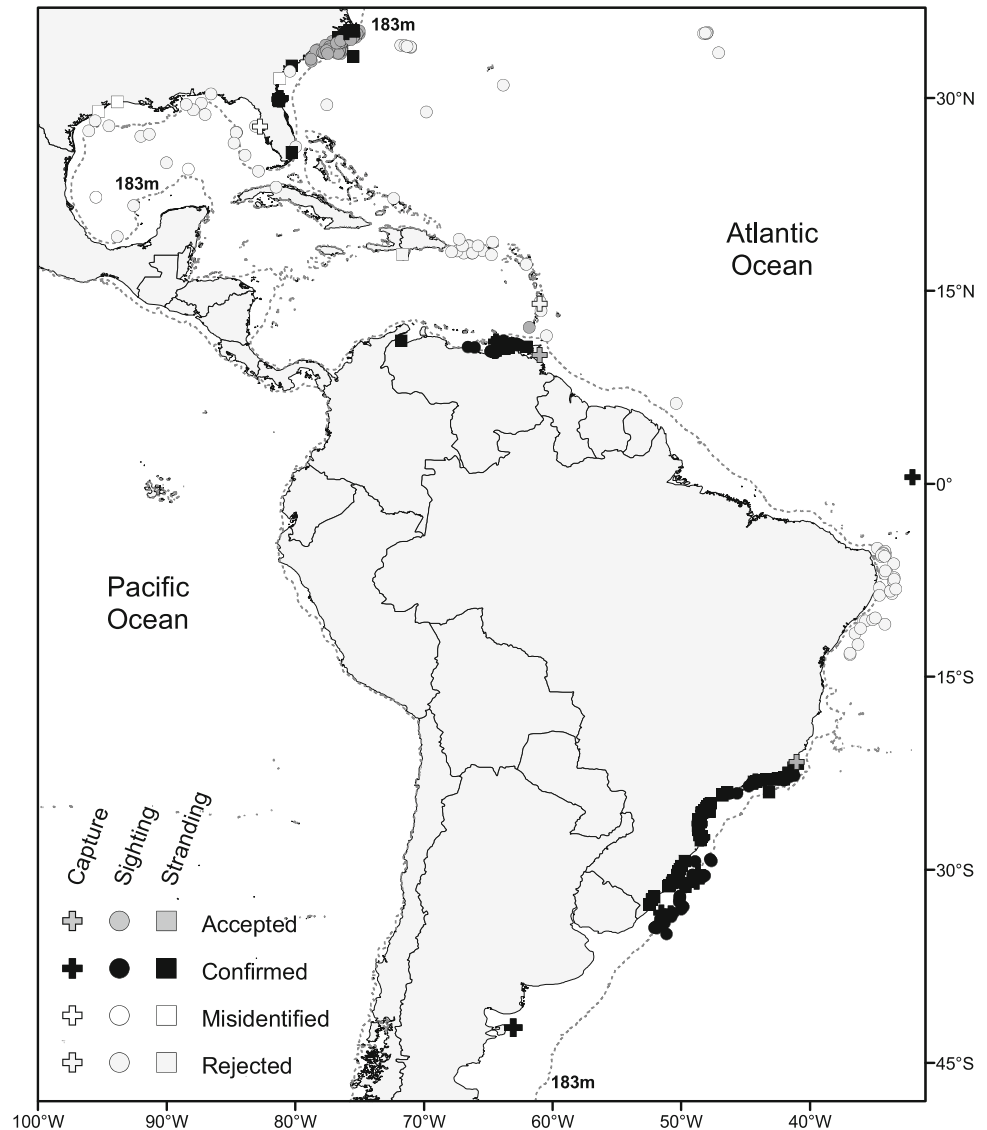 183m
30°N
183m
Atlantic
Ocean
15°N
0°
Pacific
Ocean
15°S
Capture
Sighting
Stranding
30°S
Accepted
Confirmed
Misidentified
Rejected
45°S
183m
100°W
90°W
80°W
70°W
60°W
50°W
40°W